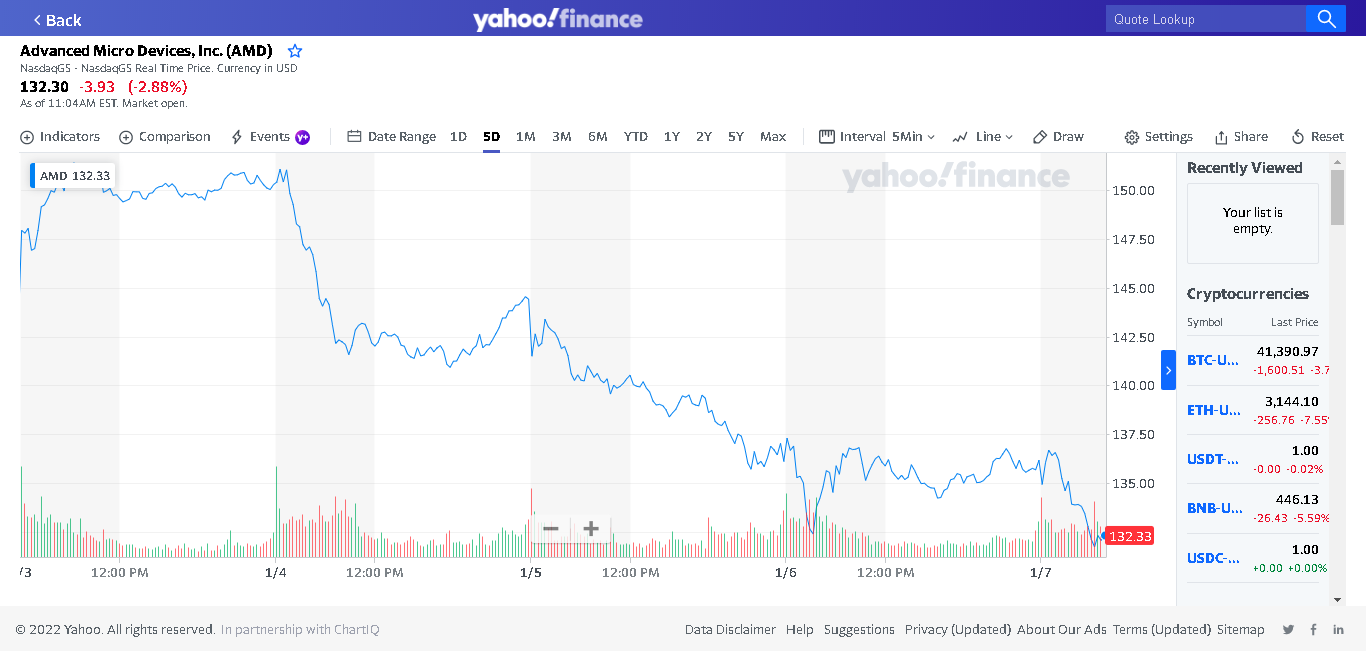 Back
yahoo!finance
Quote Lookup
Advanced Micro Devices, Inc. (AMD)
NasdaqGS - NasdaqGS Real Time Price. Currency in USD
132.30 -3.93 (-2.88%)
As of 11:04AM EST. Market open.
Indicators Comparison Events Y+ Date Range 1D 5D 1M 3M 6M YTD 1Y 2Y 5Y Max Interval 5Min Line Draw Settings Share Reset
AMD 132.33
yahoo!finance
150.00
147.50
145.00
142.50
140.00
137.50
135.00
132.33
/3 12:00 PM 1/4 12:00 PM 1/5 12:00 PM 1/6 12:00 PM 1/7
Recently Viewed
Your list is
empty.
Cryptocurrencies
Symbol Last Price
BTC-U... 41,390.97
-1,600.51 -3.7
ETH-U... 3,144.10
-256.76 -7.55%
USDT-... 1.00
-0.00 -0.02%
BNB-U... 446.13
-26.43 -5.59%
USDC-... 1.00
+0.00 +0.00%
© 2022 Yahoo. All rights reserved. In partnership with ChartIQ
Data Disclaimer Help Suggestions Privacy (Updated) About Our Ads Terms (Updated) Sitemap